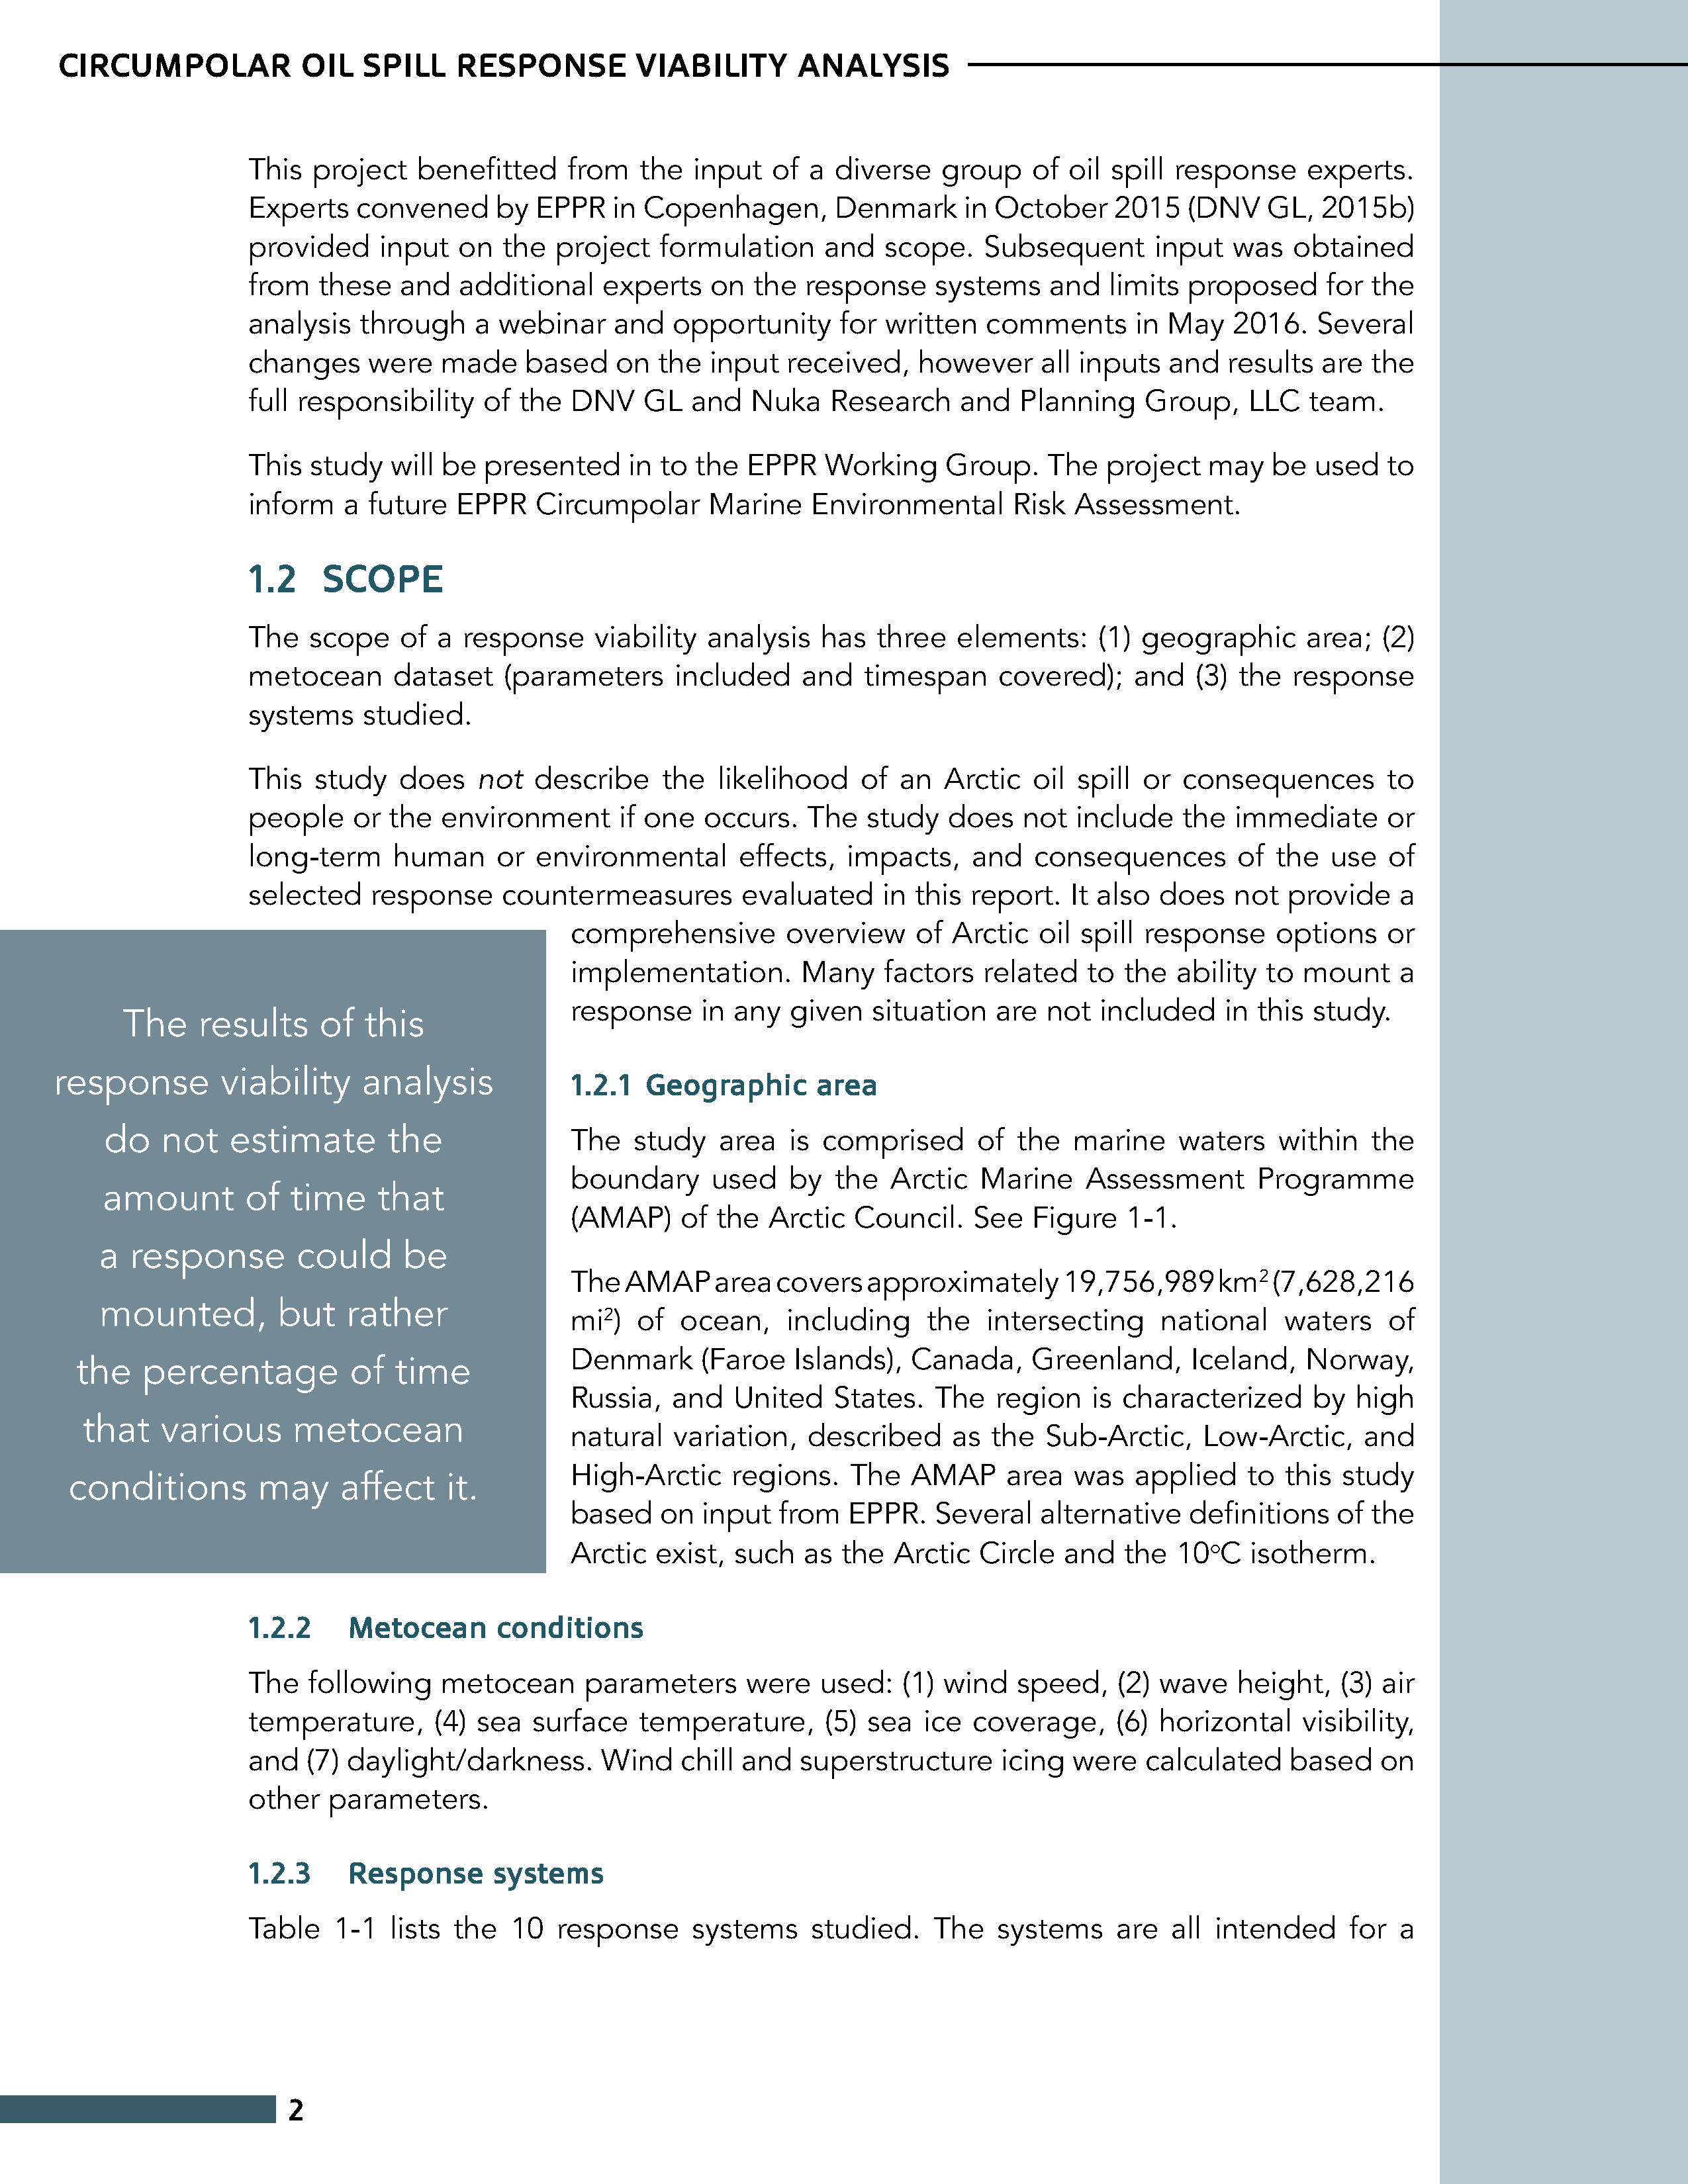 CIRCUMPOLAR OIL SPILL RESPONSE VIABILITY ANALYSIS
This project benefitted from the input of a diverse group of oil spill response experts.
Experts convened by EPPR in Copenhagen, Denmark in October 2015 (DNV GL, 2015b)
provided input on the project formulation and scope. Subsequent input was obtained
from these and additional experts on the response systems and limits proposed for the
analysis through a webinar and opportunity for written comments in May 2016. Several
changes were made based on the input received, however all inputs and results are the
full responsibility of the DNV GL and Nuka Research and Planning Group, LLC team.
This study will be presented in to the EPPR Working Group. The project may be used to
inform a future EPPR Circumpolar Marine Environmental Risk Assessment.
1.2 SCOPE
The scope of a response viability analysis has three elements: (1) geographic area; (2)
metocean dataset (parameters included and timespan covered); and (3) the response
systems studied.
This study does not describe the likelihood of an Arctic oil spill or consequences to
people or the environment if one occurs. The study does not include the immediate or
long-term human or environmental effects, impacts, and consequences of the use of
selected response countermeasures evaluated in this report. It also does not provide a
comprehensive overview of Arctic oil spill response options or
implementation. Many factors related to the ability to mount a
response in any given situation are not included in this study.
The results of this
response viability analysis
do not estimate the
amount of time that
a response could be
mounted, but rather
the percentage of time
that various metocean
conditions may affect it.
1.2.1 Geographic area
The study area is comprised of the marine waters within the
boundary used by the Arctic Marine Assessment Programme
(AMAP) of the Arctic Council. See Figure 1-1.
The AMAP area covers approximately 19,756,989 km² (7,628,216
mi²) of ocean, including the intersecting national waters of
Denmark (Faroe Islands), Canada, Greenland, Iceland, Norway,
Russia, and United States. The region is characterized by high
natural variation, described as the Sub-Arctic, Low-Arctic, and
High-Arctic regions. The AMAP area was applied to this study
based on input from EPPR. Several alternative definitions of the
Arctic exist, such as the Arctic Circle and the 10°C isotherm.
1.2.2 Metocean conditions
The following metocean parameters were used: (1) wind speed, (2) wave height, (3) air
temperature, (4) sea surface temperature, (5) sea ice coverage, (6) horizontal visibility,
and (7) daylight/darkness. Wind chill and superstructure icing were calculated based on
other parameters.
1.2.3 Response systems
Table 1-1 lists the 10 response systems studied. The systems are all intended for a
2